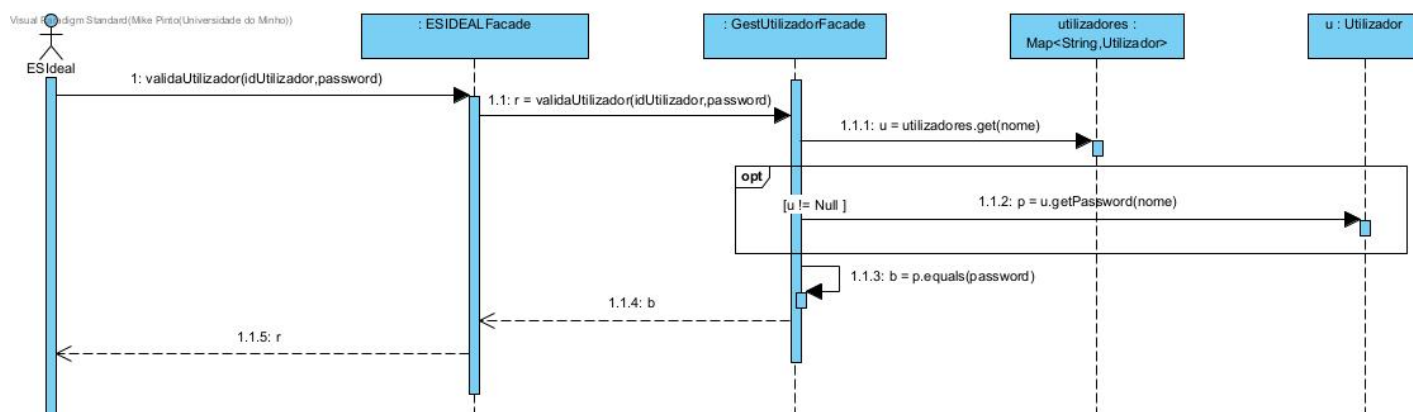 Visual Paradigm Standard(Mike Pinto(Universidade do Minho))
ESIdeal
: ESIDEALFacade
: GestUtilizadorFacade
utilizadores :
Map<String,Utilizador>
u : Utilizador
1: validaUtilizador(idUtilizador,password)
1.1: r = validaUtilizador(idUtilizador,password)
1.1.1: u = utilizadores.get(nome)
opt
[u != Null ]
1.1.2: p = u.getPassword(nome)
1.1.3: b = p.equals(password)
1.1.4: b
1.1.5: r